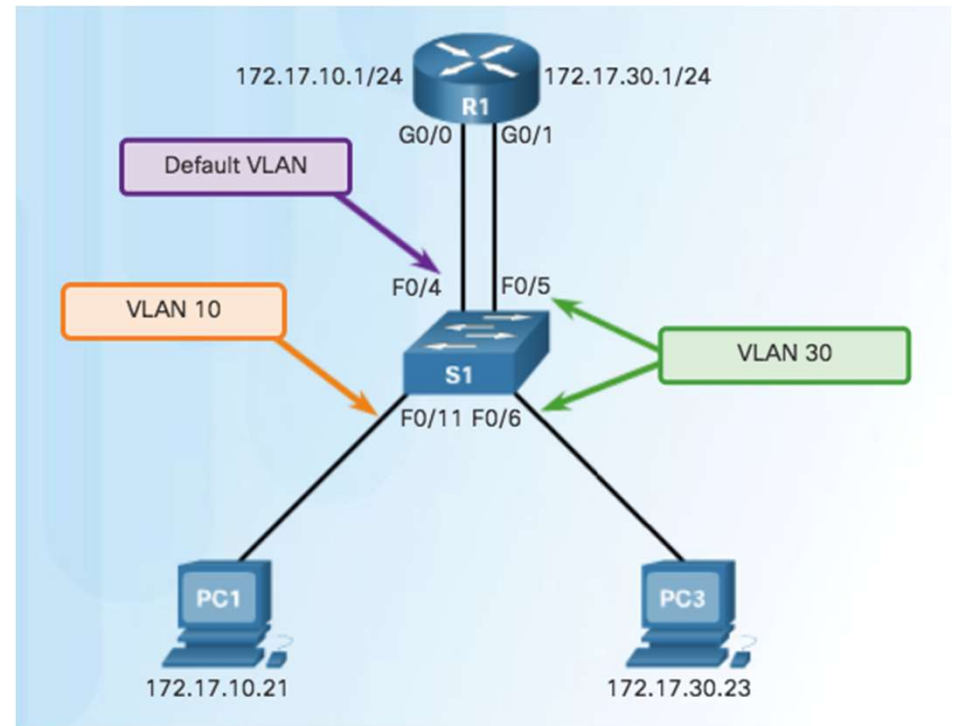 172.17.10.1/24
172.17.30.1/24
R1
G0/0
G0/1
Default VLAN
F0/4
F0/5
VLAN 10
VLAN 30
S1
F0/11 F0/6
PC1
PC3
172.17.10.21
172.17.30.23